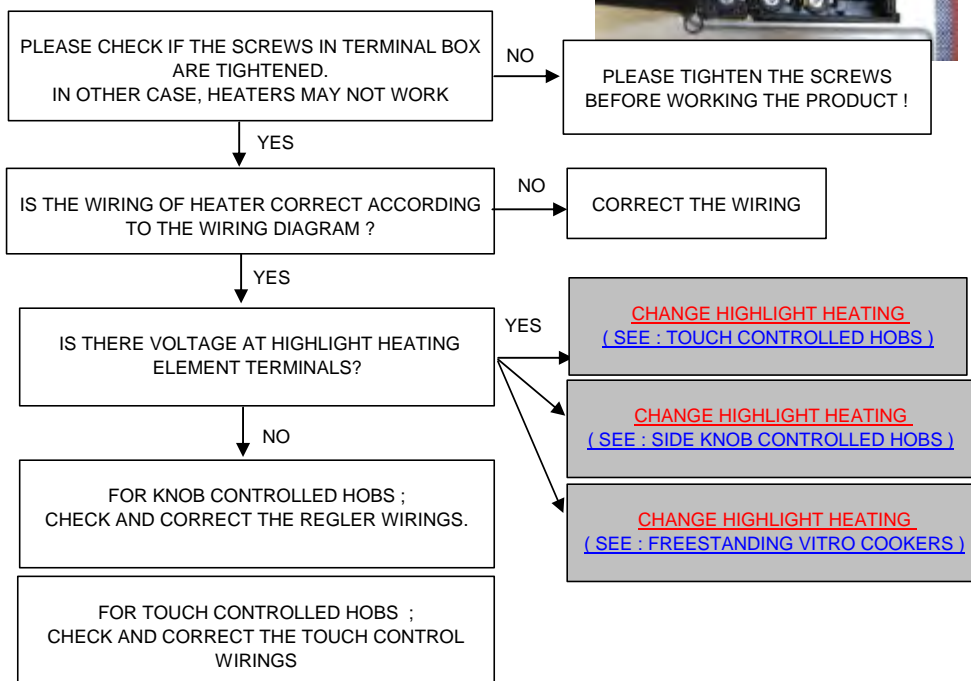 PLEASE CHECK IF THE SCREWS IN TERMINAL BOX
ARE TIGHTENED.
IN OTHER CASE, HEATERS MAY NOT WORK
NO
PLEASE TIGHTEN THE SCREWS
BEFORE WORKING THE PRODUCT !
YES
IS THE WIRING OF HEATER CORRECT ACCORDING
TO THE WIRING DIAGRAM ?
NO
CORRECT THE WIRING
YES
IS THERE VOLTAGE AT HIGHLIGHT HEATING
ELEMENT TERMINALS?
YES
CHANGE HIGHLIGHT HEATING
( SEE : TOUCH CONTROLLED HOBS )
CHANGE HIGHLIGHT HEATING
( SEE : SIDE KNOB CONTROLLED HOBS )
CHANGE HIGHLIGHT HEATING
( SEE : FREESTANDING VITRO COOKERS )
NO
FOR KNOB CONTROLLED HOBS ;
CHECK AND CORRECT THE REGLER WIRINGS.
FOR TOUCH CONTROLLED HOBS ;
CHECK AND CORRECT THE TOUCH CONTROL
WIRINGS